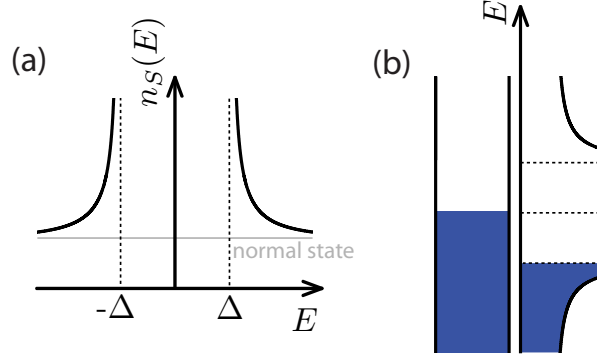 (a)
n_S(E)
normal state
-Δ
Δ
E
(b)
E